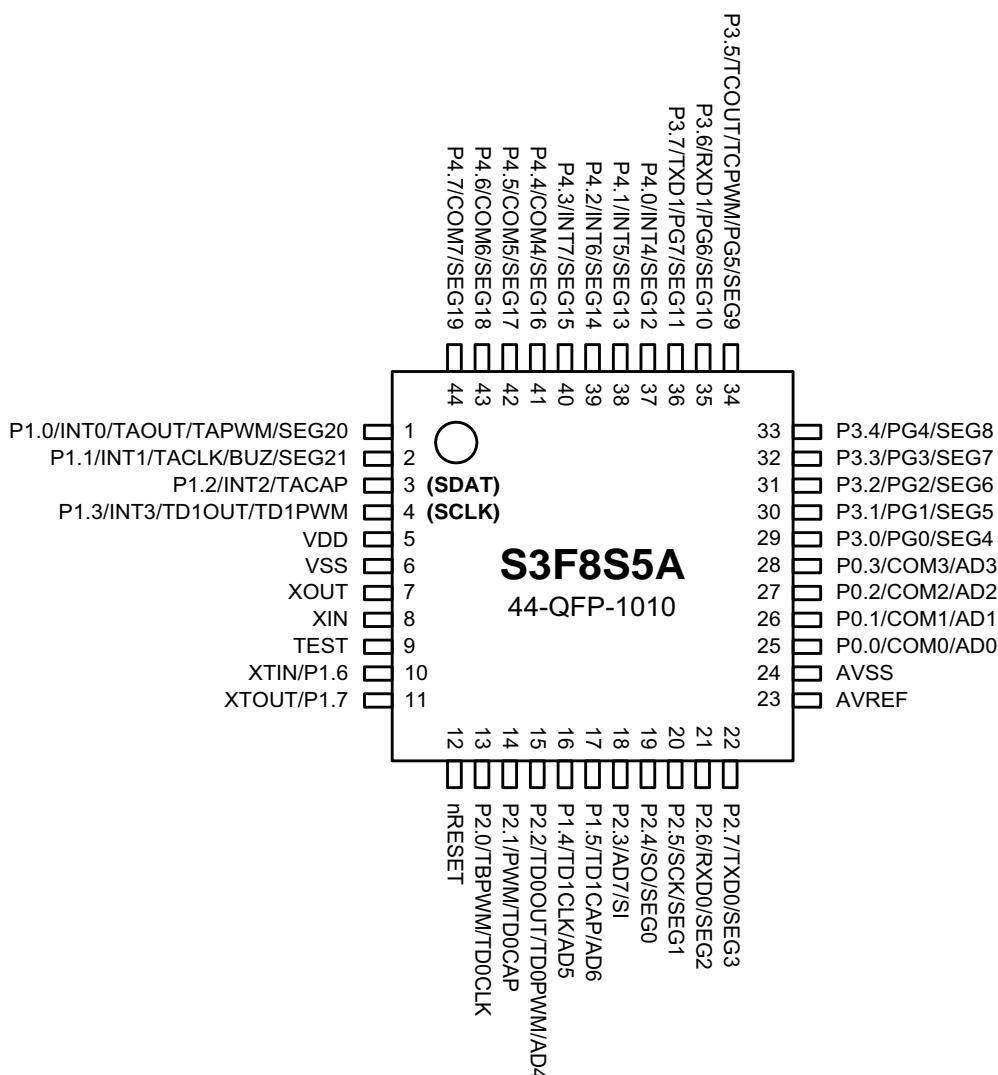 P4.7/COM7/SEG19
P4.6/COM6/SEG18
P4.5/COM5/SEG17
P4.4/COM4/SEG16
P4.3/INT7/SEG15
P4.2/INT6/SEG14
P4.1/INT5/SEG13
P4.0/INT4/SEG12
P3.7/TXD1/PG7/SEG11
P3.6/RXD1/PG6/SEG10
P3.5/TCOUT/TCPWM/PG5/SEG9
44 43 42 41 40 39 38 37 36 35 34
P1.0/INT0/TAOUT/TAPWM/SEG20 1
P1.1/INT1/TACLK/BUZ/SEG21 2
P1.2/INT2/TACAP 3 (SDAT)
P1.3/INT3/TD1OUT/TD1PWM 4 (SCLK)
VDD 5
VSS 6
XOUT 7
XIN 8
TEST 9
XTIN/P1.6 10
XTOUT/P1.7 11
S3F8S5A
44-QFP-1010
33 P3.4/PG4/SEG8
32 P3.3/PG3/SEG7
31 P3.2/PG2/SEG6
30 P3.1/PG1/SEG5
29 P3.0/PG0/SEG4
28 P0.3/COM3/AD3
27 P0.2/COM2/AD2
26 P0.1/COM1/AD1
25 P0.0/COM0/AD0
24 AVSS
23 AVREF
12 13 14 15 16 17 18 19 20 21 22
nRESET
P2.0/TBPWM/TD0CLK
P2.1/PWM/TD0CAP
P2.2/TD0OUT/TD0PWM/AD4
P1.4/TD1CLK/AD5
P1.5/TD1CAP/AD6
P2.3/AD7/SI
P2.4/SO/SEG0
P2.5/SCK/SEG1
P2.6/RXD0/SEG2
P2.7/TXD0/SEG3